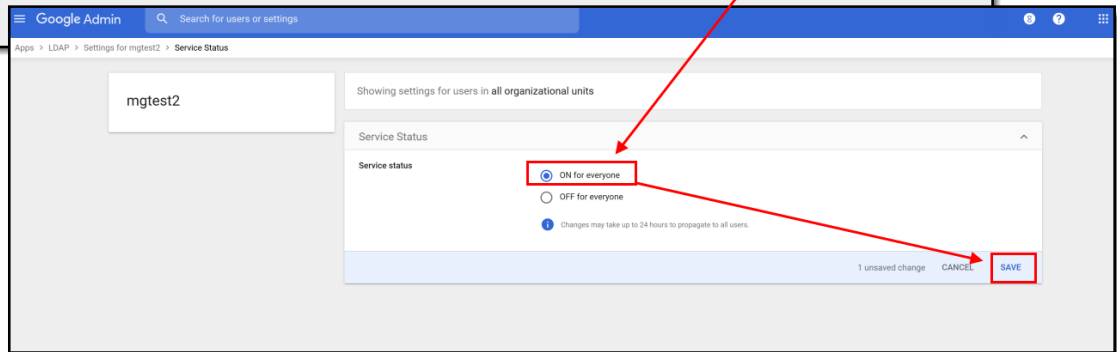 Google Admin
Search for users or settings
Apps > LDAP > Settings for mgtest2 > Service Status
mgtest2
Showing settings for users in all organizational units
Service Status
Service status
ON for everyone
OFF for everyone
Changes may take up to 24 hours to propagate to all users.
1 unsaved change CANCEL SAVE